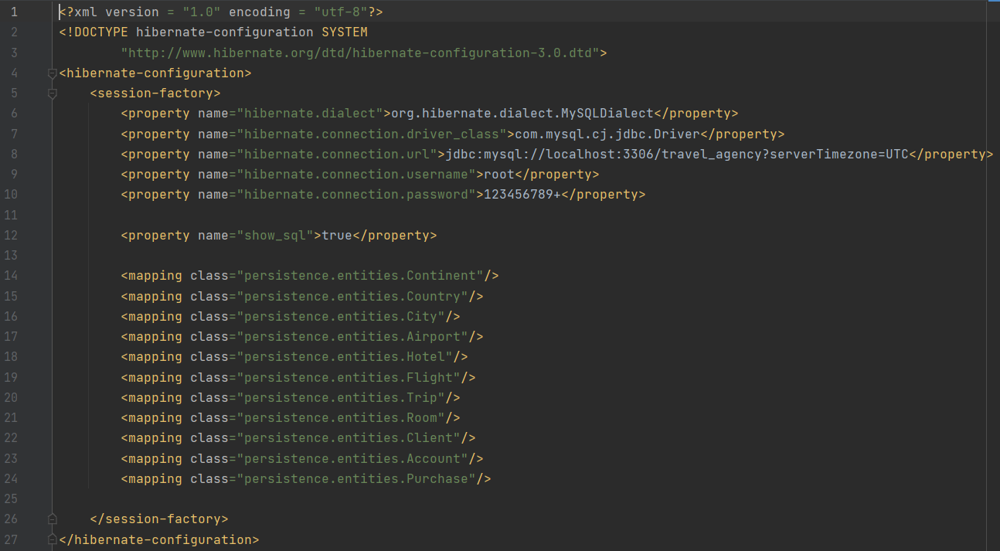 1 <?xml version = "1.0" encoding = "utf-8"?>
2 <!DOCTYPE hibernate-configuration SYSTEM
3 "http://www.hibernate.org/dtd/hibernate-configuration-3.0.dtd">
4 <hibernate-configuration>
5 <session-factory>
6 <property name="hibernate.dialect">org.hibernate.dialect.MySQLDialect</property>
7 <property name="hibernate.connection.driver_class">com.mysql.cj.jdbc.Driver</property>
8 <property name="hibernate.connection.url">jdbc:mysql://localhost:3306/travel_agency?serverTimezone=UTC</property>
9 <property name="hibernate.connection.username">root</property>
10 <property name="hibernate.connection.password">123456789+</property>
11
12 <property name="show_sql">true</property>
13
14 <mapping class="persistence.entities.Continent"/>
15 <mapping class="persistence.entities.Country"/>
16 <mapping class="persistence.entities.City"/>
17 <mapping class="persistence.entities.Airport"/>
18 <mapping class="persistence.entities.Hotel"/>
19 <mapping class="persistence.entities.Flight"/>
20 <mapping class="persistence.entities.Trip"/>
21 <mapping class="persistence.entities.Room"/>
22 <mapping class="persistence.entities.Client"/>
23 <mapping class="persistence.entities.Account"/>
24 <mapping class="persistence.entities.Purchase"/>
25
26 </session-factory>
27 </hibernate-configuration>